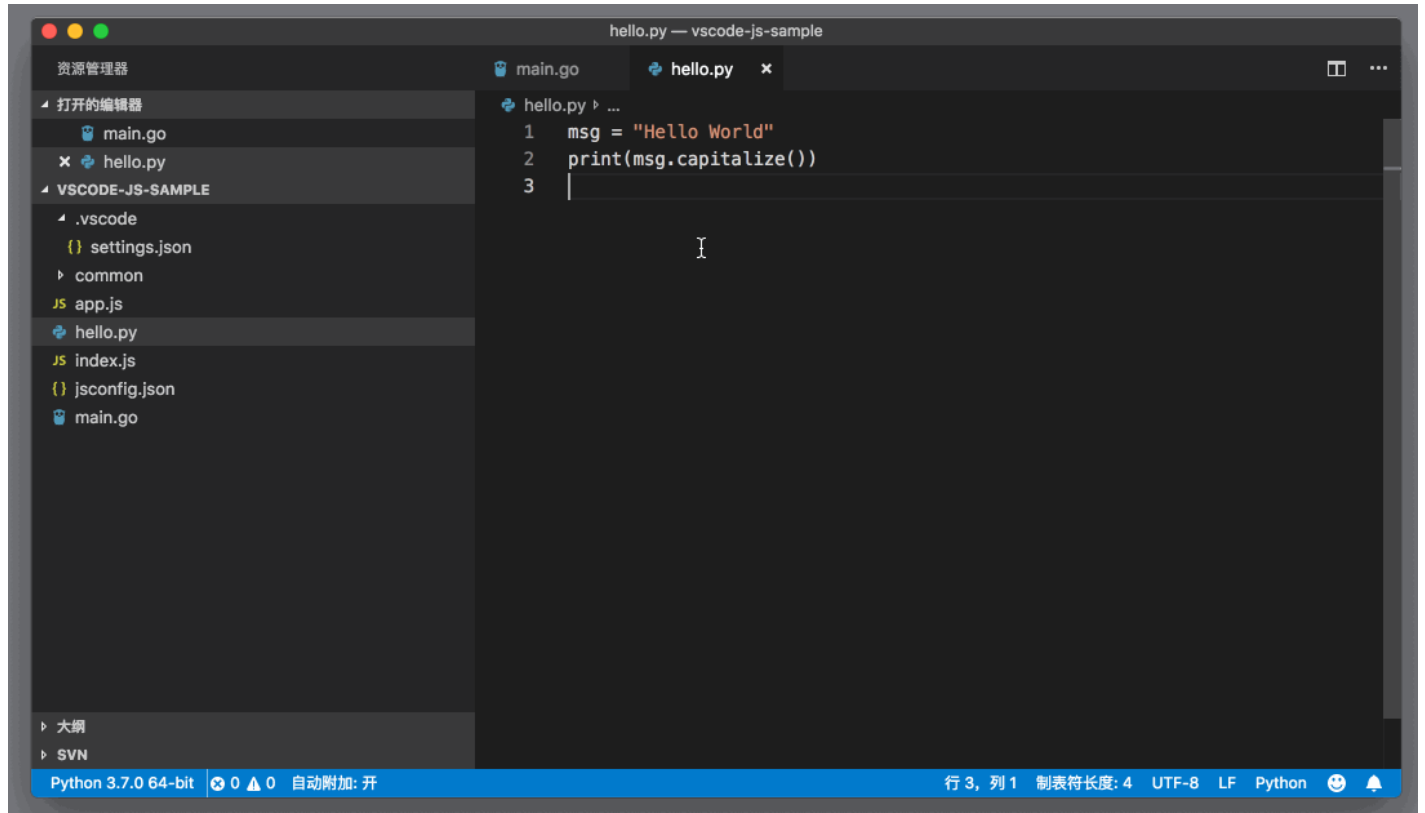 hello.py — vscode-js-sample
资源管理器
打开的编辑器
main.go
hello.py
VSCODE-JS-SAMPLE
.vscode
{} settings.json
common
JS app.js
hello.py
JS index.js
{} jsconfig.json
main.go
大纲
SVN
main.go hello.py
hello.py ...
1 msg = "Hello World"
2 print(msg.capitalize())
3
Python 3.7.0 64-bit 0 0 自动附加: 开 行 3，列 1 制表符长度: 4 UTF-8 LF Python